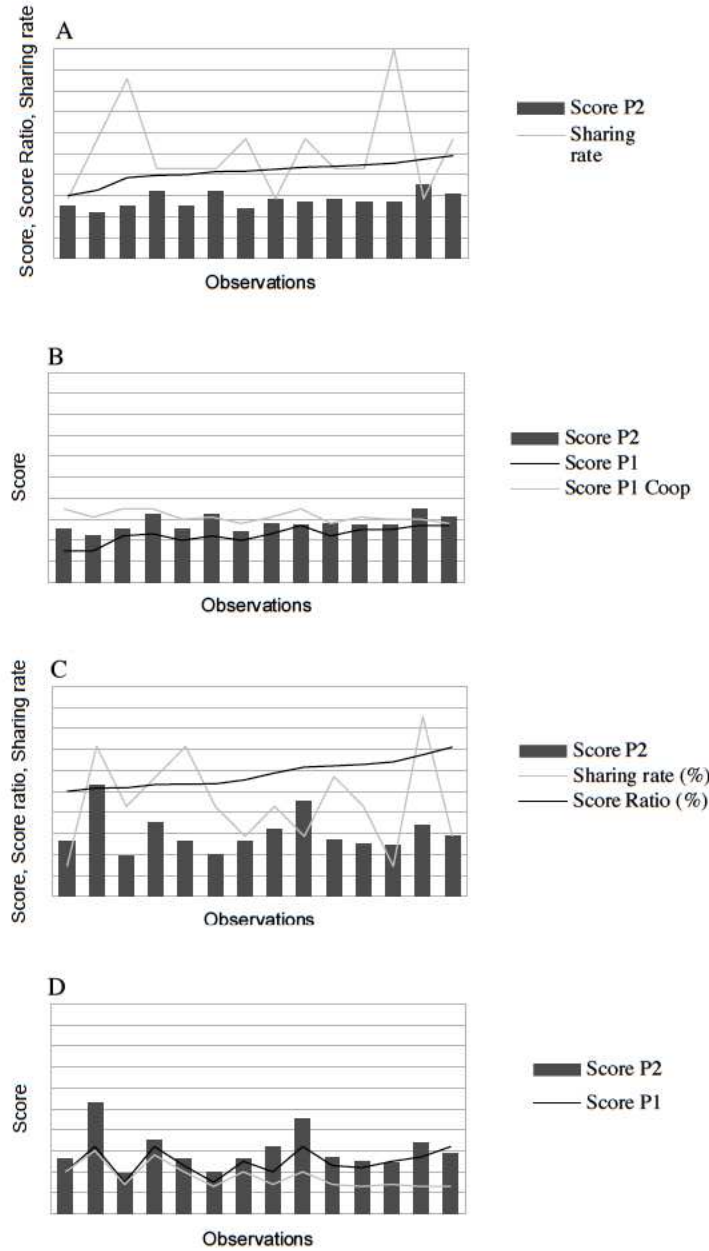 A
Score, Score Ratio, Sharing rate
Score P2
Sharing
rate
Observations
B
Score
Score P2
Score P1
Score P1 Coop
Observations
C
Score, Score ratio, Sharing rate
Score P2
Sharing rate (%)
Score Ratio (%)
Observations
D
Score
Score P2
Score P1
Observations